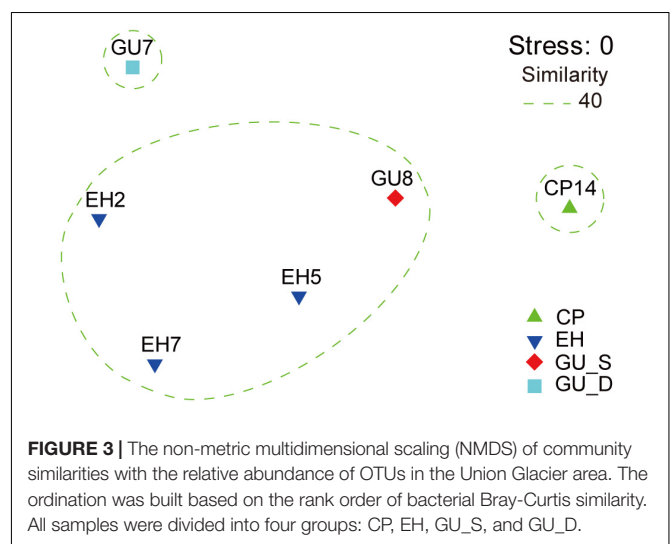 GU7
Stress: 0
Similarity
40
GU8
CP14
EH2
EH5
EH7
CP
EH
GU_S
GU_D
FIGURE 3 | The non-metric multidimensional scaling (NMDS) of community
similarities with the relative abundance of OTUs in the Union Glacier area. The
ordination was built based on the rank order of bacterial Bray-Curtis similarity.
All samples were divided into four groups: CP, EH, GU_S, and GU_D.